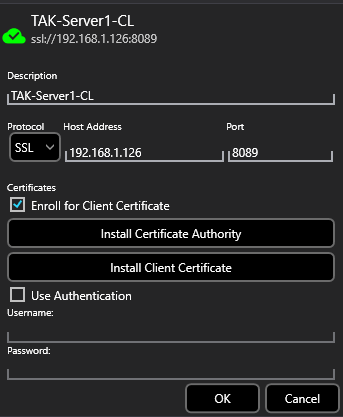 TAK-Server1-CL
ssl://192.168.1.126:8089
Description
TAK-Server1-CL
Protocol Host Address Port
SSL 192.168.1.126 8089
Certificates
Enroll for Client Certificate
Install Certificate Authority
Install Client Certificate
Use Authentication
Username:
Password:
OK Cancel